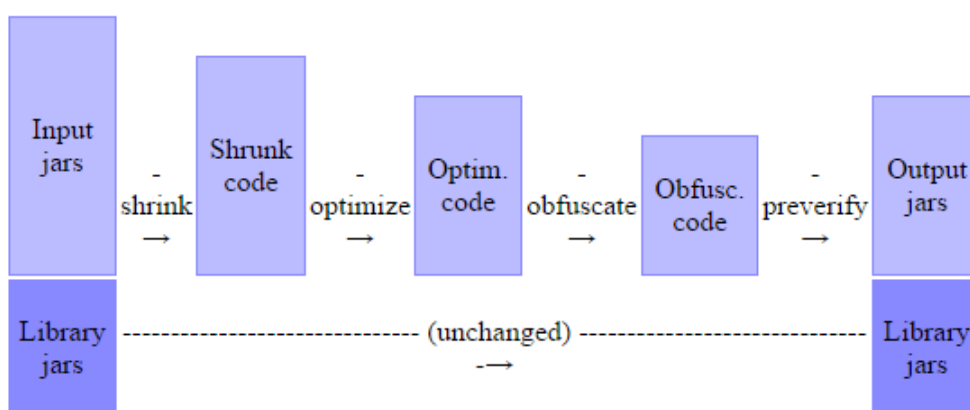 Input
jars
-
shrink
→
Shrunk
code
-
optimize
→
Optim.
code
-
obfuscate
→
Obfusc.
code
-
preverify
→
Output
jars
Library
jars
------------------------------ (unchanged) -----------------------------
-→
Library
jars